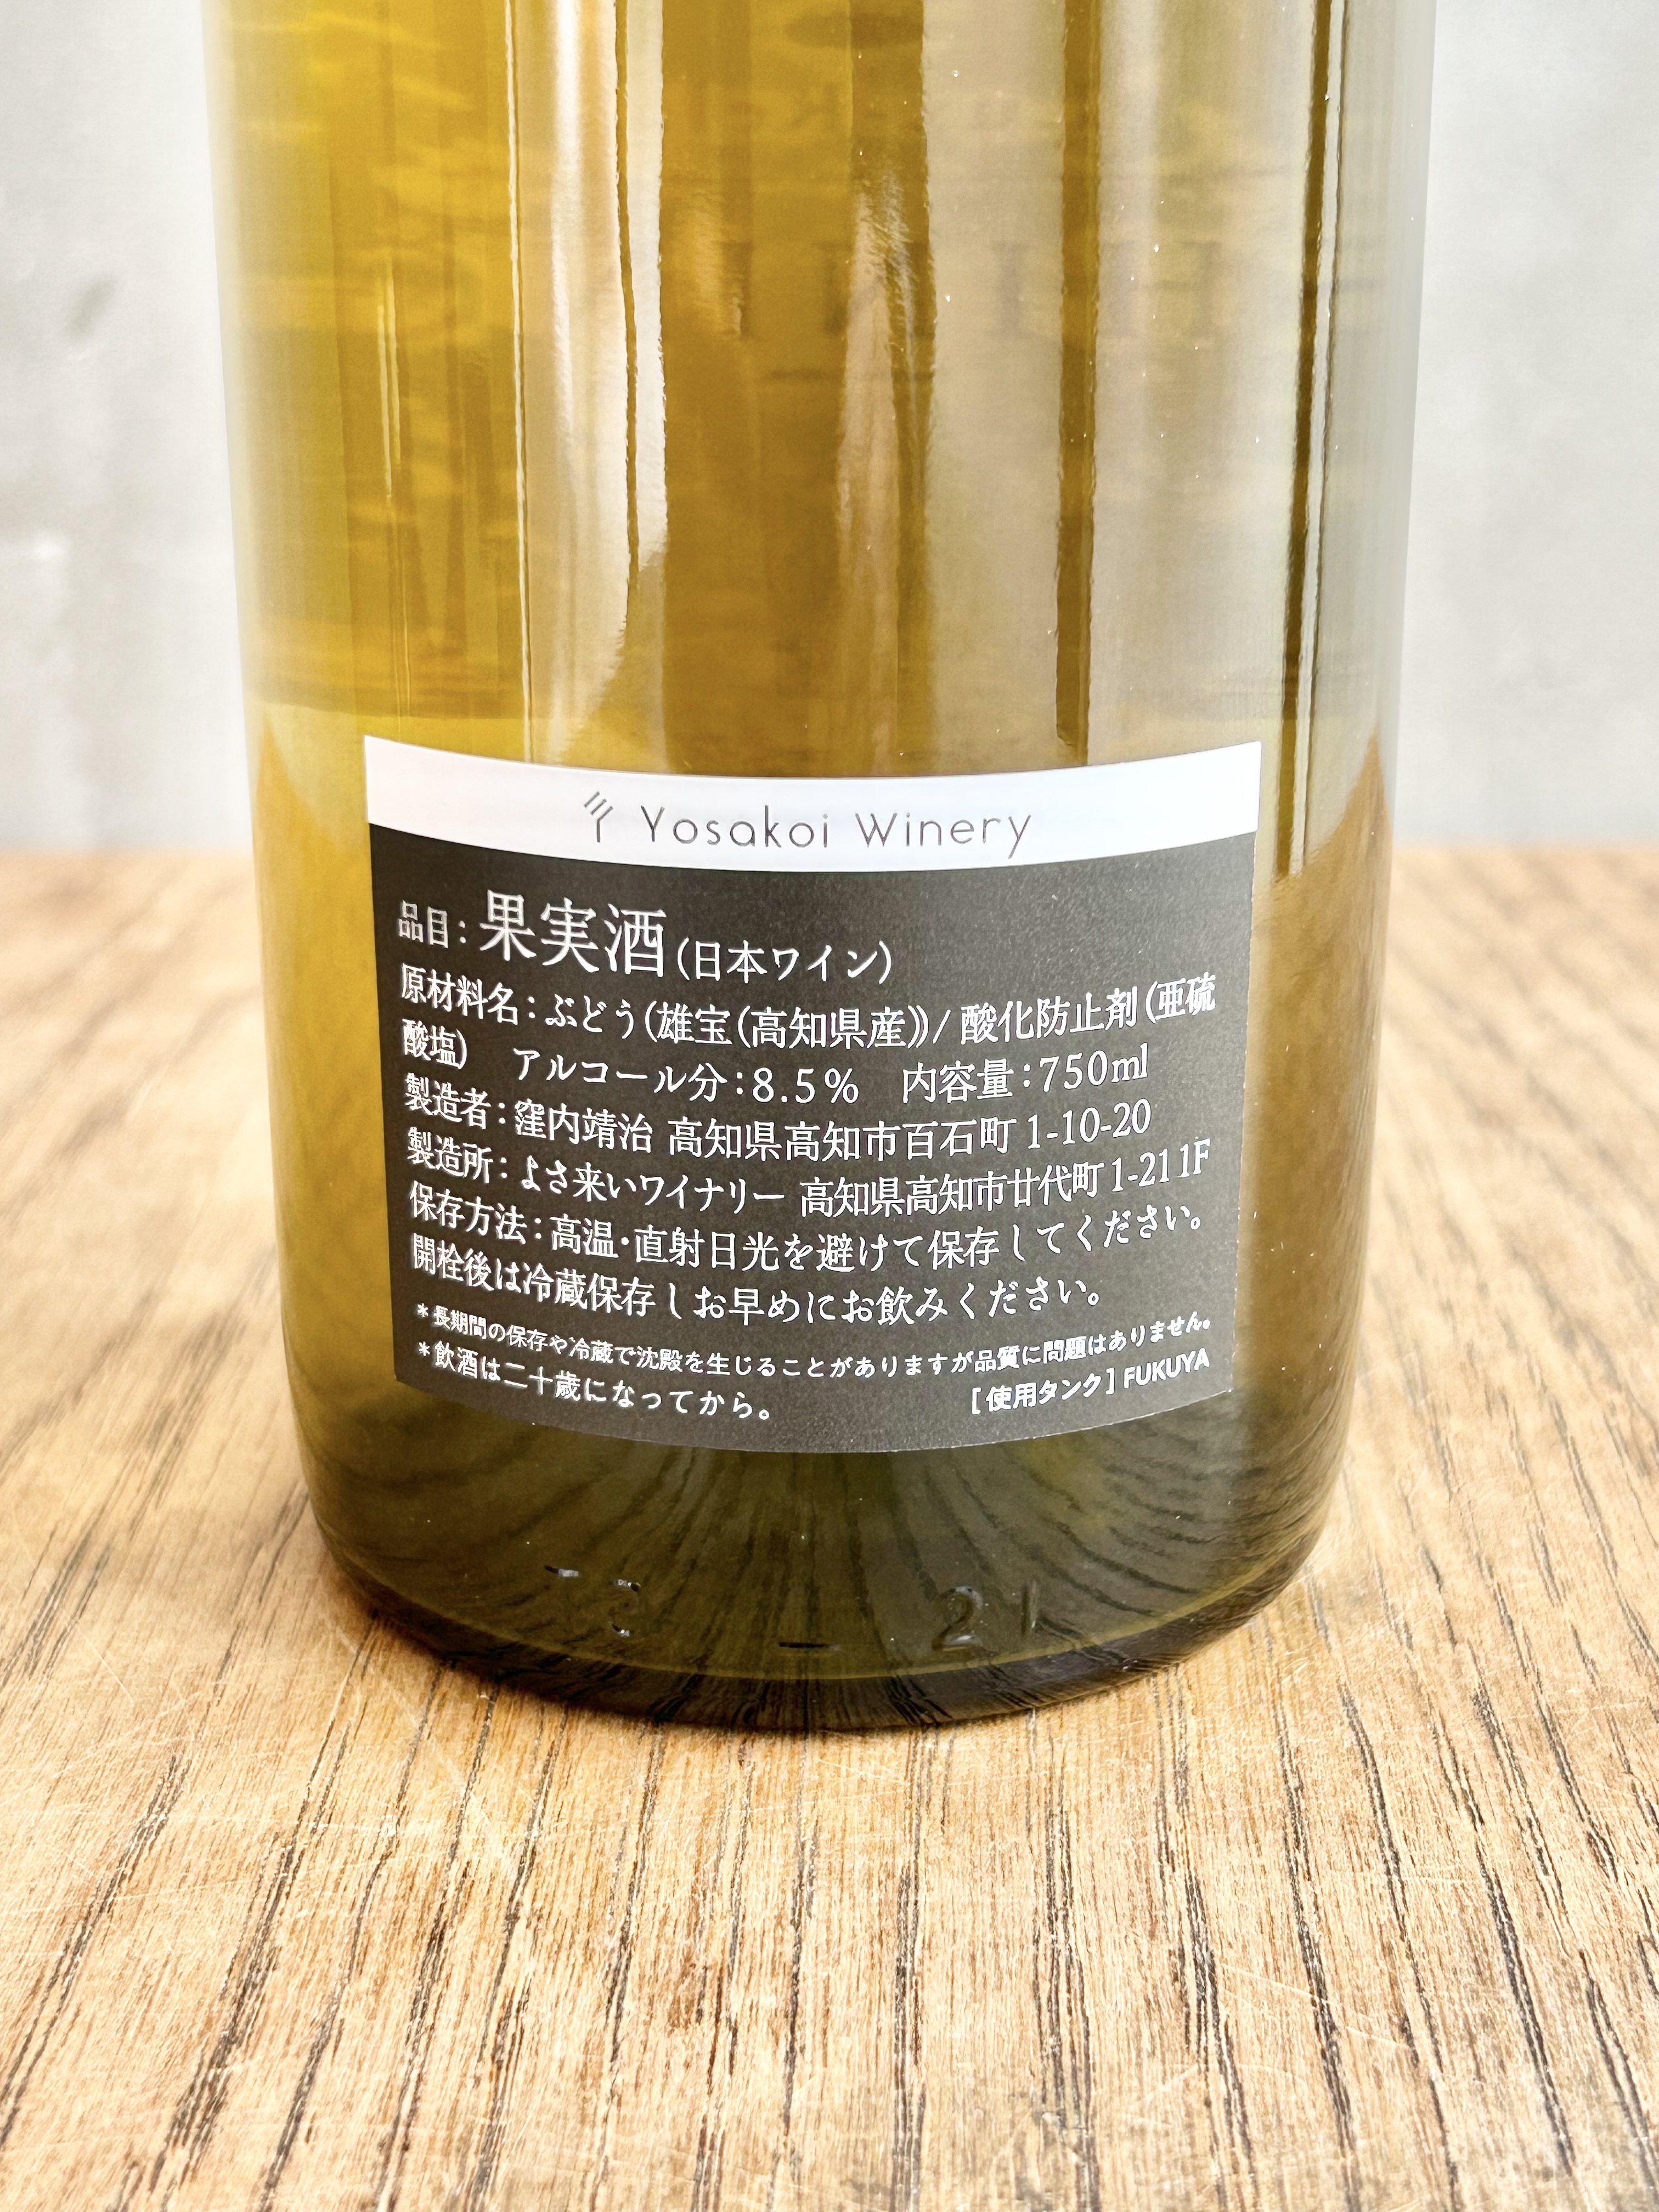 Yosakoi Winery
品目：果実酒(日本ワイン)
原材料名：ぶどう(雄宝(高知県産))/酸化防止剤(亜硫
酸塩)　アルコール分：8.5%　内容量：750ml
製造者：窪内靖治 高知県高知市百石町 1-10-20
製造所：よさ来いワイナリー 高知県高知市廿代町1-21 1F
保存方法：高温・直射日光を避けて保存してください。
開栓後は冷蔵保存しお早めにお飲みください。
*長期間の保存や冷蔵で沈殿を生じることがありますが品質に問題はありません。
*飲酒は二十歳になってから。　[使用タンク] FUKUYA